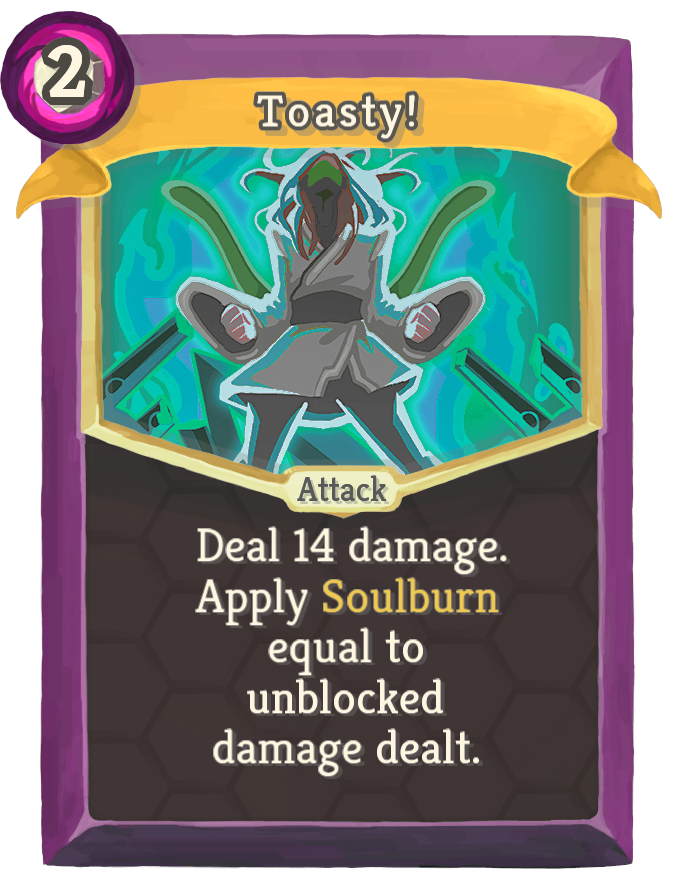 2
Toasty!
Attack
Deal 14 damage.
Apply Soulburn
equal to
unblocked
damage dealt.